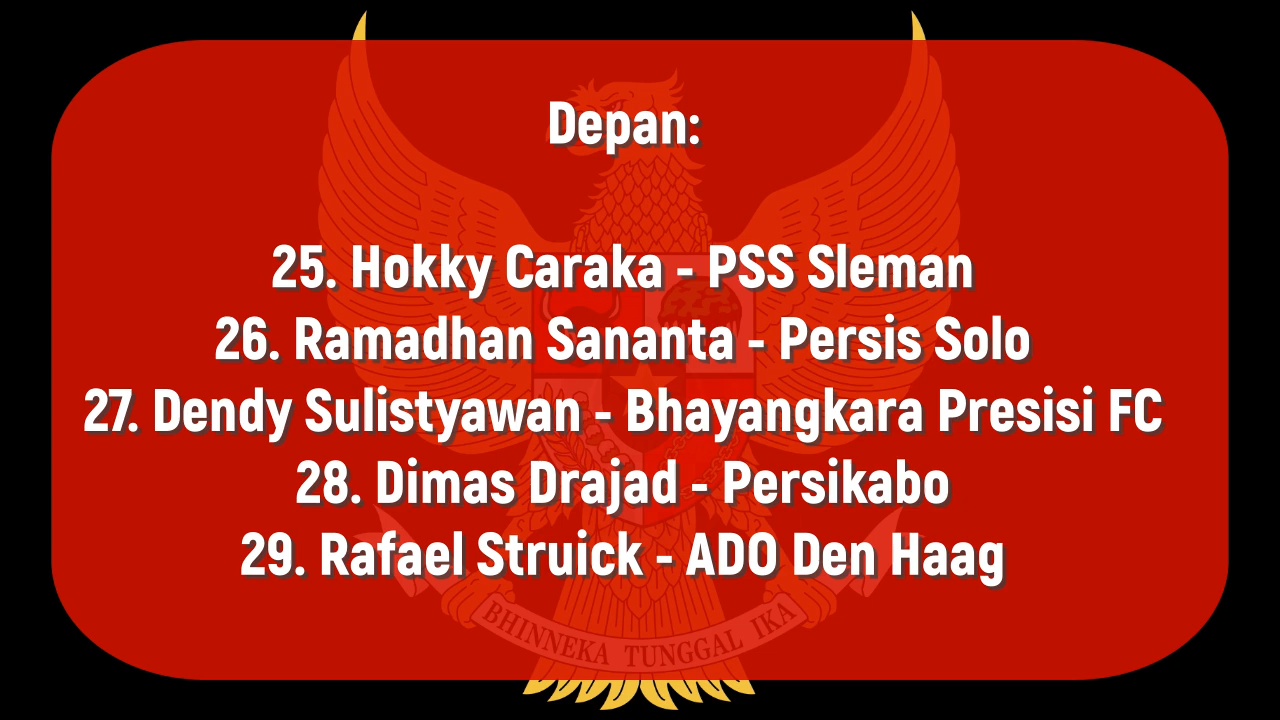 Depan:
25. Hokky Caraka - PSS Sleman
26. Ramadhan Sananta - Persis Solo
27. Dendy Sulistyawan - Bhayangkara Presisi FC
28. Dimas Drajad - Persikabo
29. Rafael Struick - ADO Den Haag
BHINNEKA TUNGGAL IKA